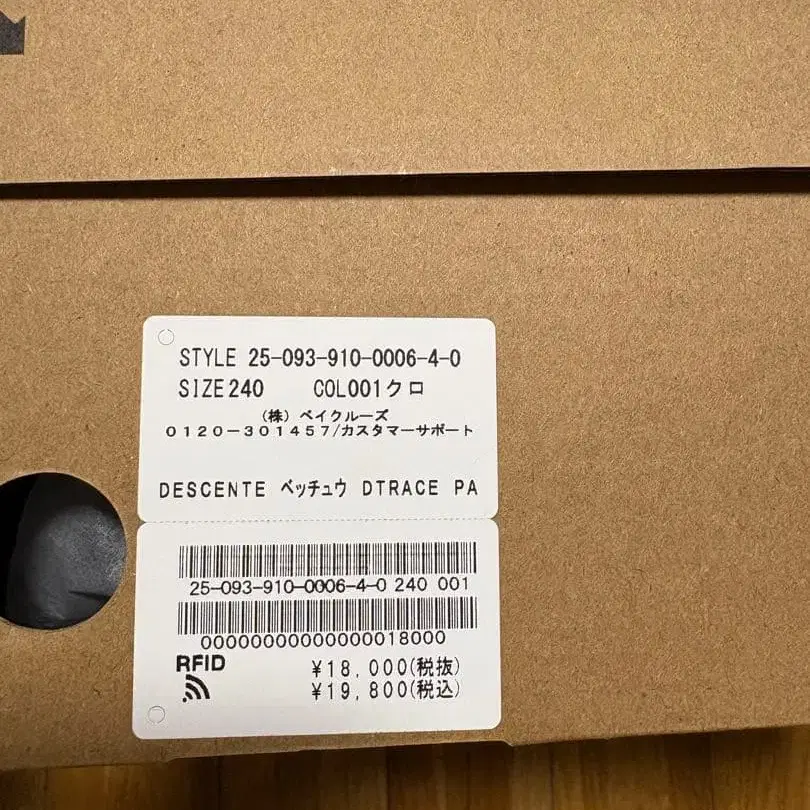 STYLE 25-093-910-0006-4-0
SIZE240 COL001クロ
(株) ベイクルーズ
0120-301457/カスタマーサポート
DESCENTE ベッチュウ DTRACE PA
25-093-910-0006-4-0 240 001
00000000000000018000
RFID
¥18,000(税抜)
¥19,800(税込)